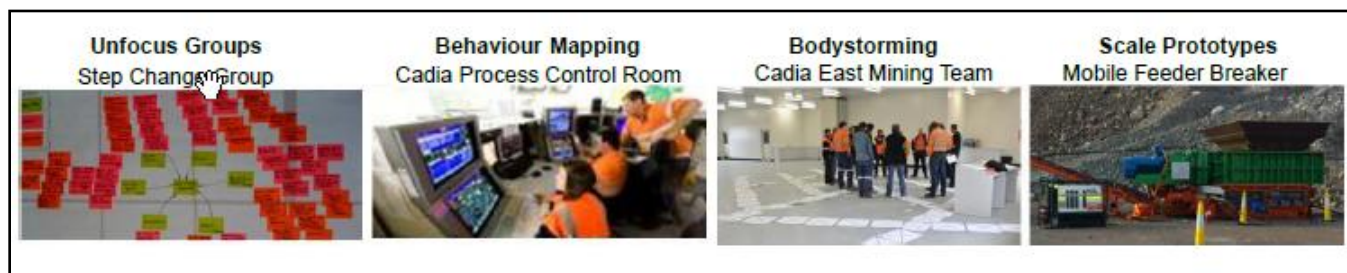 Unfocus Groups
Step Change Group
Behaviour Mapping
Cadia Process Control Room
Bodystorming
Cadia East Mining Team
Scale Prototypes
Mobile Feeder Breaker